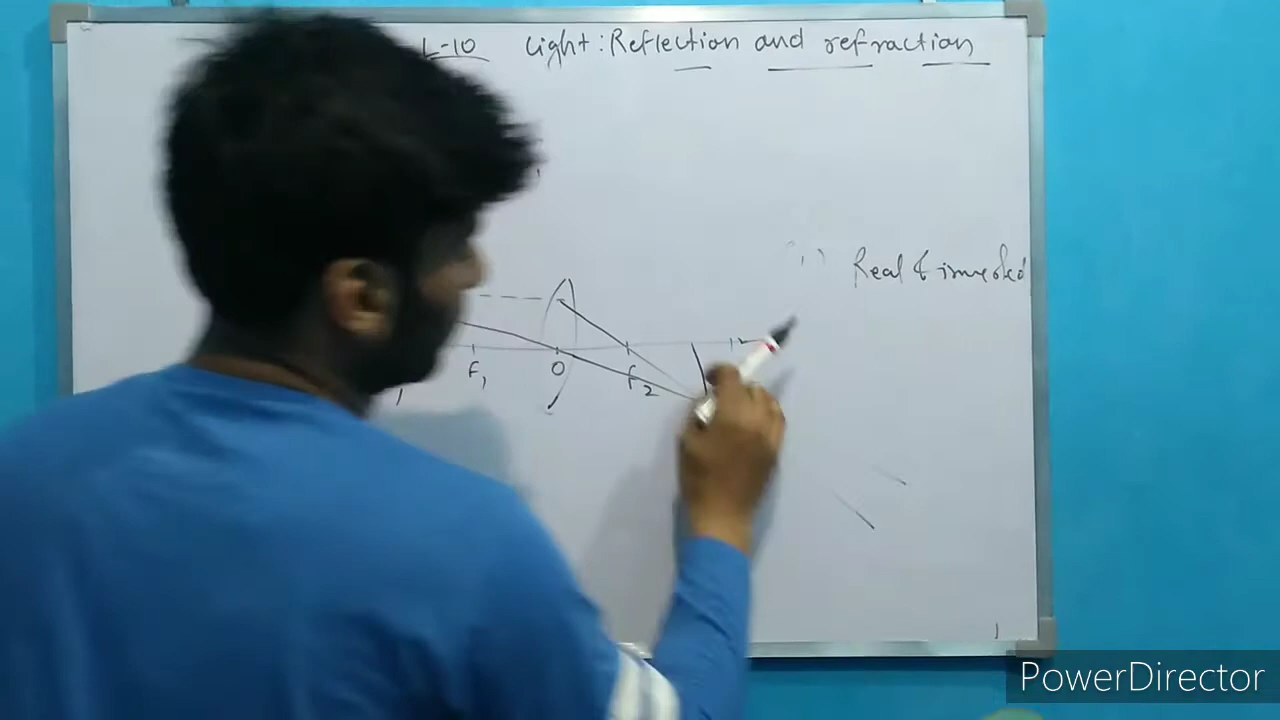 L-10 Light: Reflection and refraction
Real & inverted
F1 O F2
PowerDirector